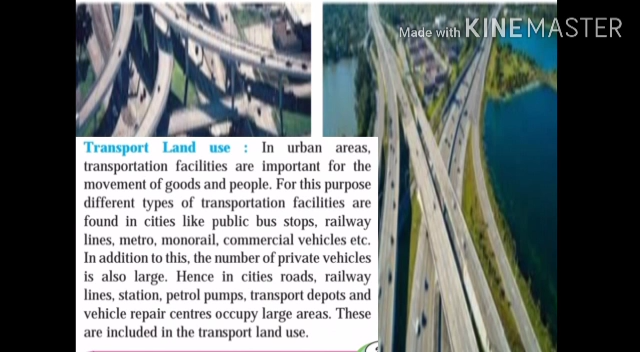 Made with KINEMASTER
Transport Land use : In urban areas,
transportation facilities are important for the
movement of goods and people. For this purpose
different types of transportation facilities are
found in cities like public bus stops, railway
lines, metro, monorail, commercial vehicles etc.
In addition to this, the number of private vehicles
is also large. Hence in cities roads, railway
lines, station, petrol pumps, transport depots and
vehicle repair centres occupy large areas. These
are included in the transport land use.